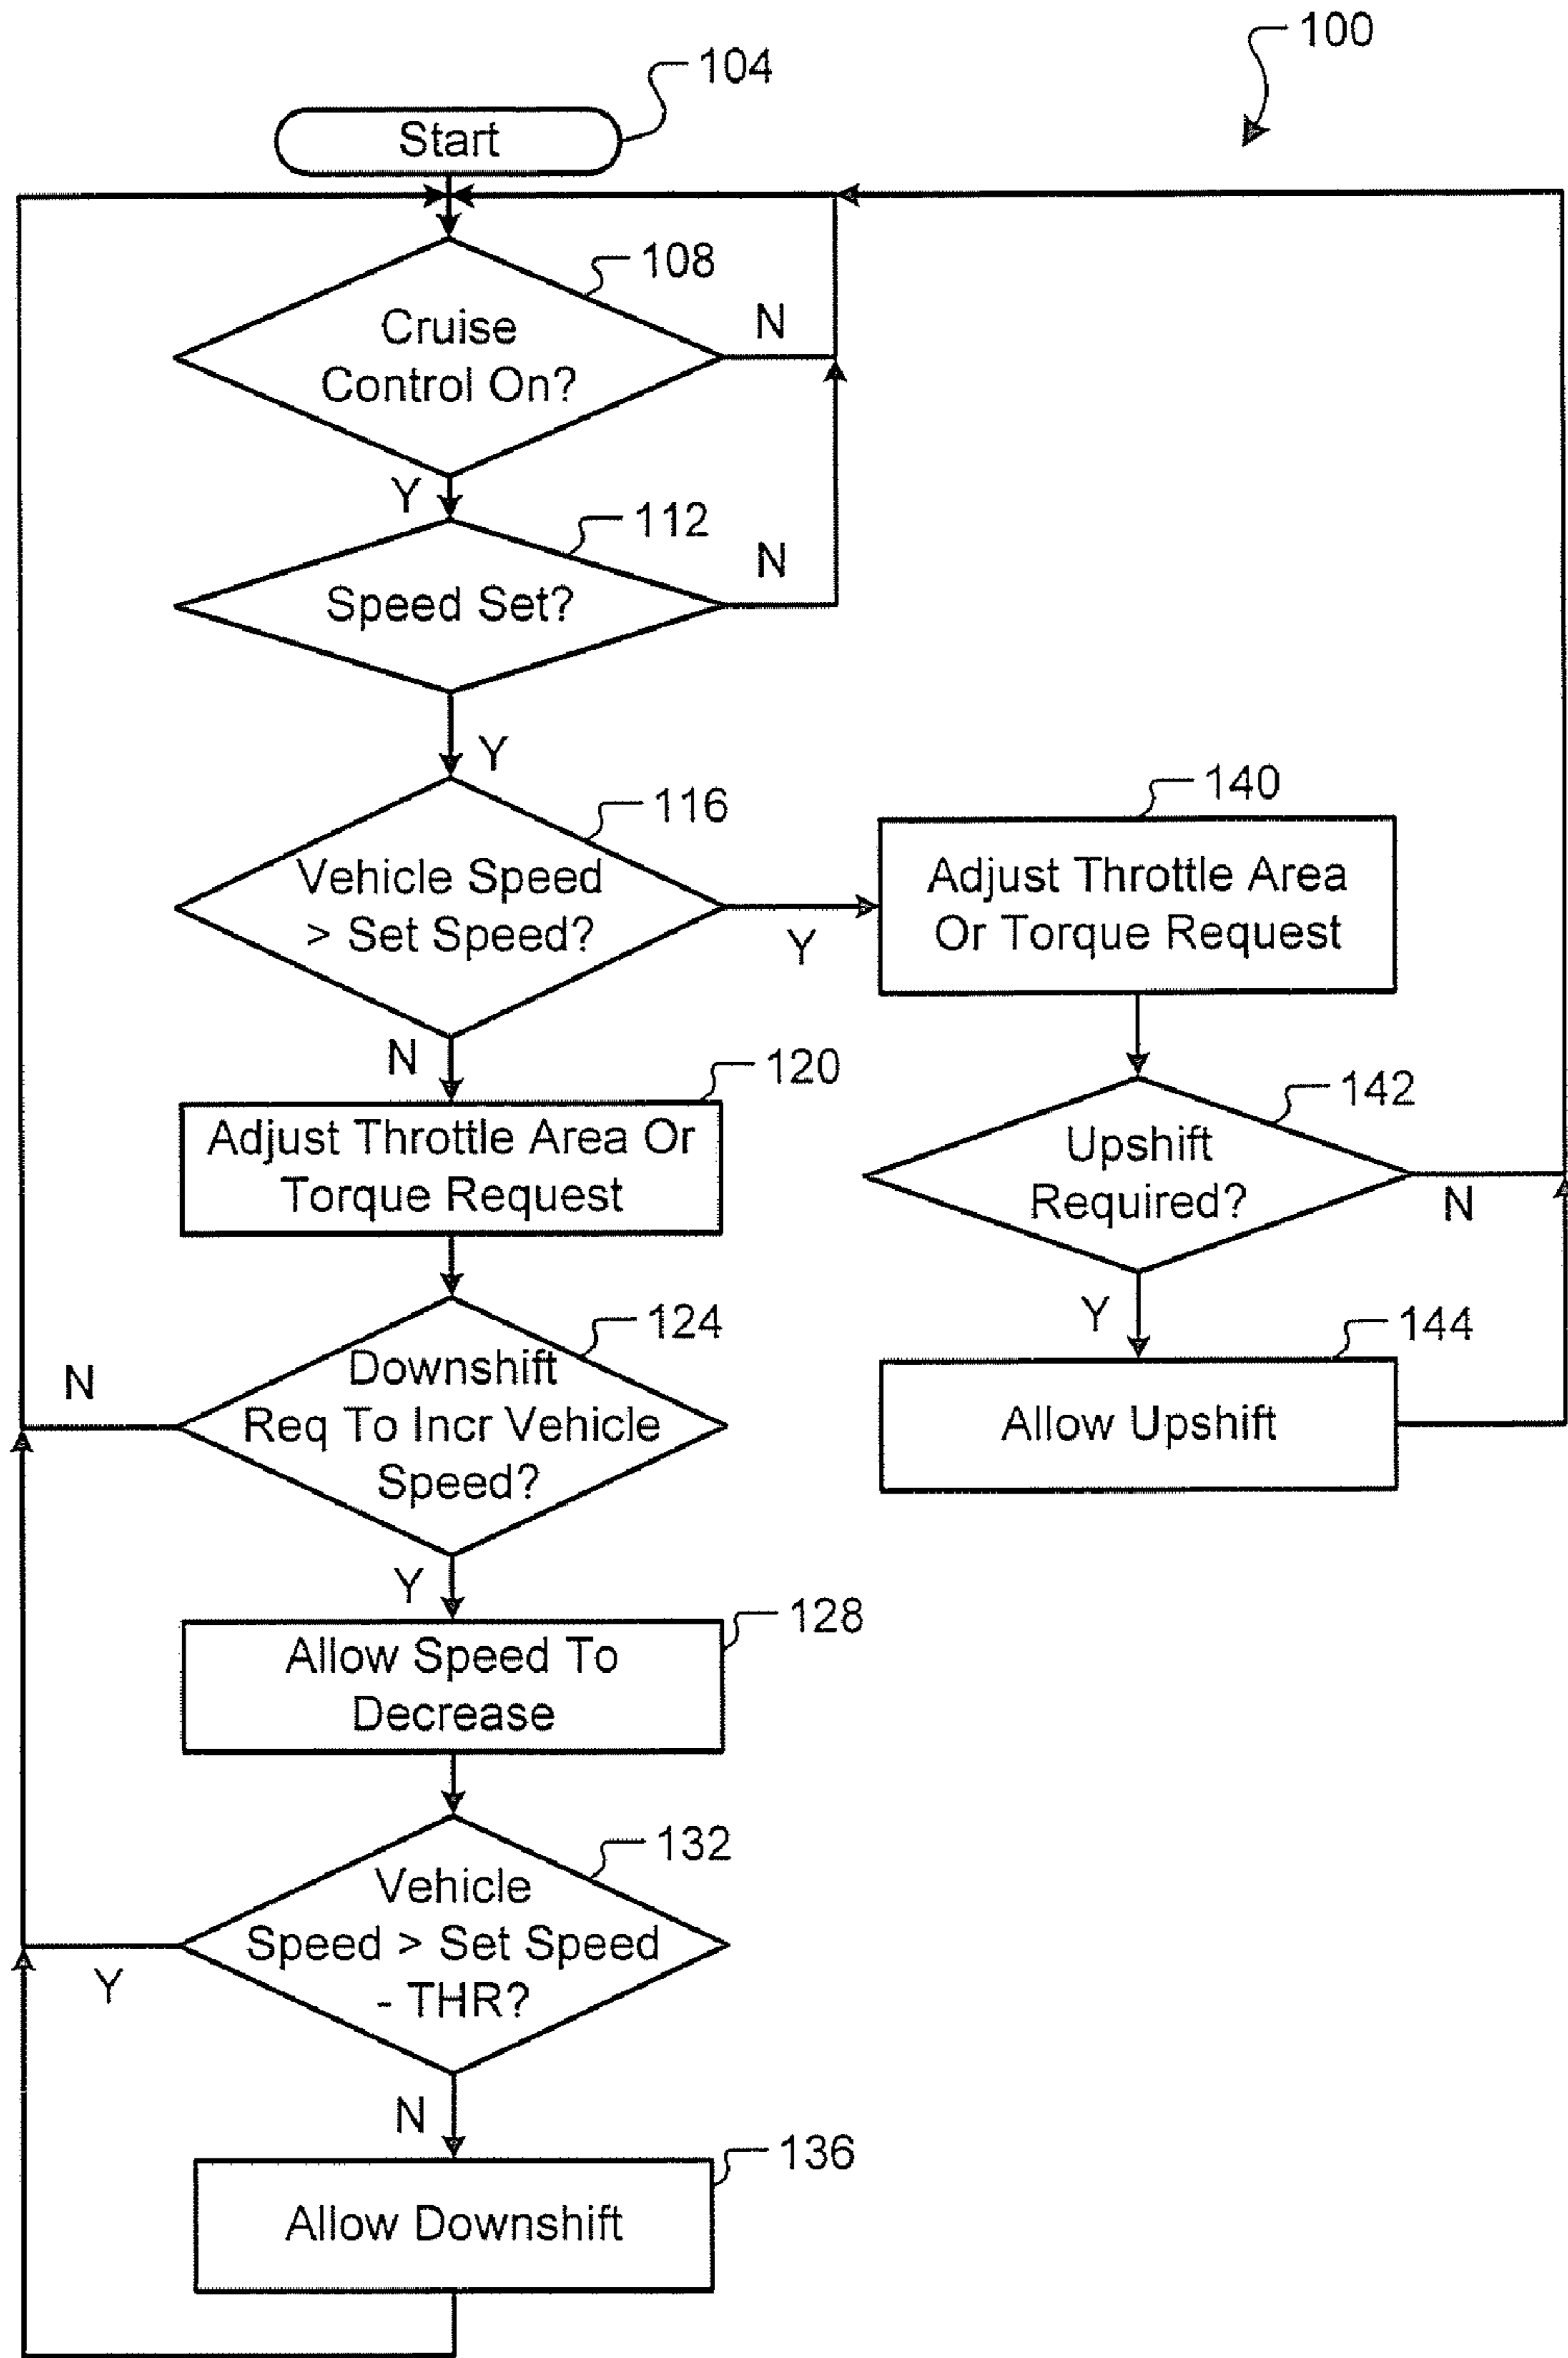 100
104
Start
108
Cruise
Control On?
N
Y
112
Speed Set?
N
Y
116
Vehicle Speed
> Set Speed?
Y
N
140
Adjust Throttle Area
Or Torque Request
120
Adjust Throttle Area Or
Torque Request
142
Upshift
Required?
N
Y
124
Downshift
Req To Incr Vehicle
Speed?
N
Y
144
Allow Upshift
128
Allow Speed To
Decrease
132
Vehicle
Speed > Set Speed
- THR?
Y
N
136
Allow Downshift